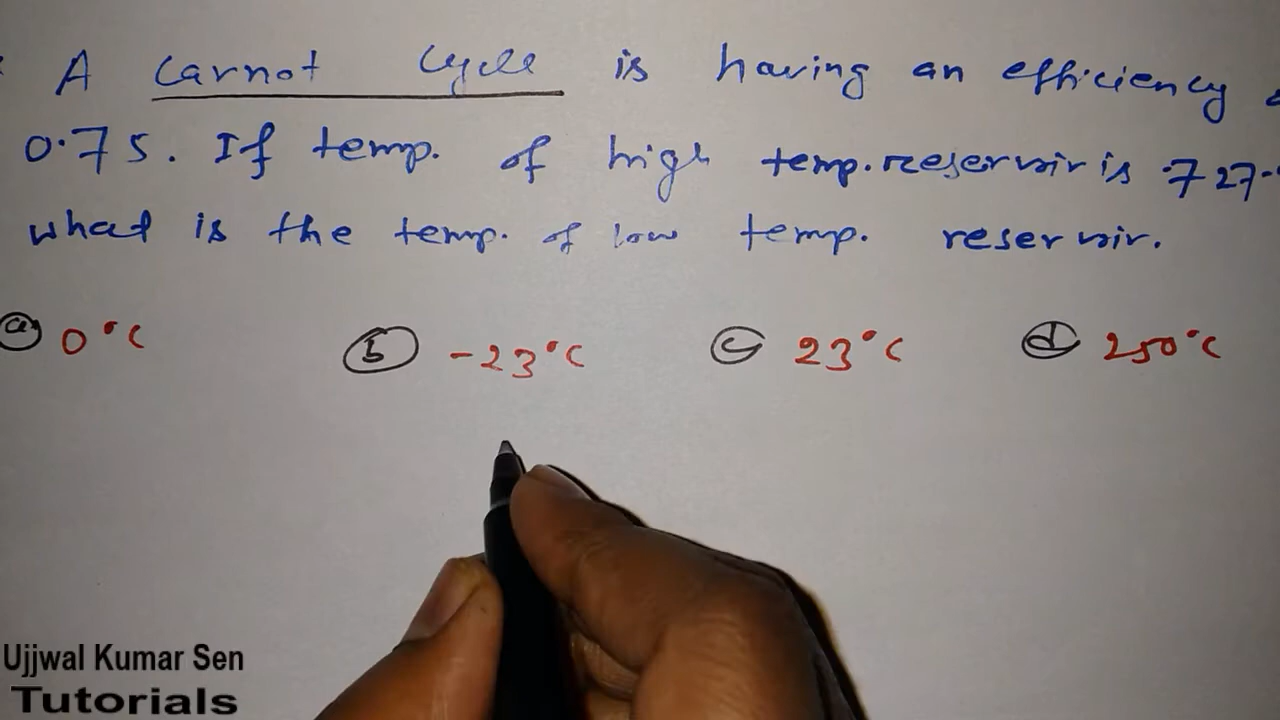 A Carnot Cycle is having an efficiency
0.75. If temp. of high temp. reservoir is 727
what is the temp. of low temp. reservoir.
(a) 0°C (b) -23°C (c) 23°C (d) 250°C
Ujjwal Kumar Sen
Tutorials